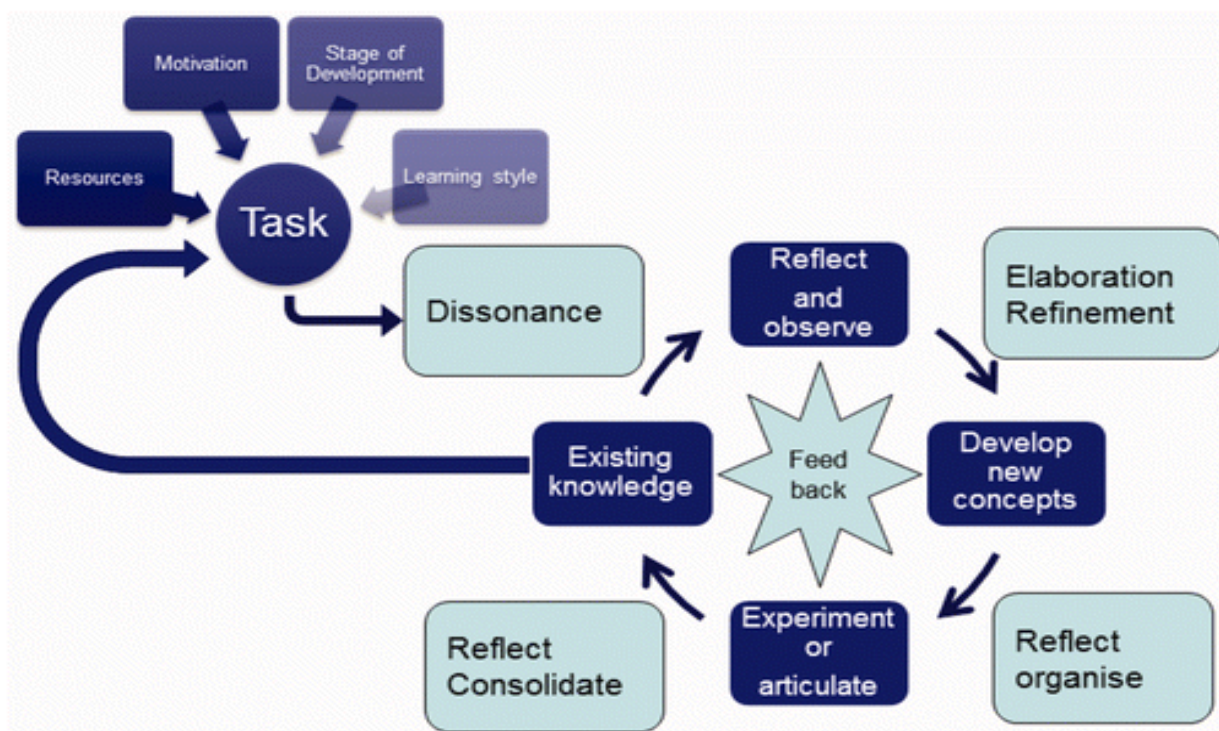 Motivation
Stage of
Development
Resources
Learning style
Task
Dissonance
Reflect
and
observe
Elaboration
Refinement
Existing
knowledge
Feed
back
Develop
new
concepts
Reflect
Consolidate
Experiment
or
articulate
Reflect
organise